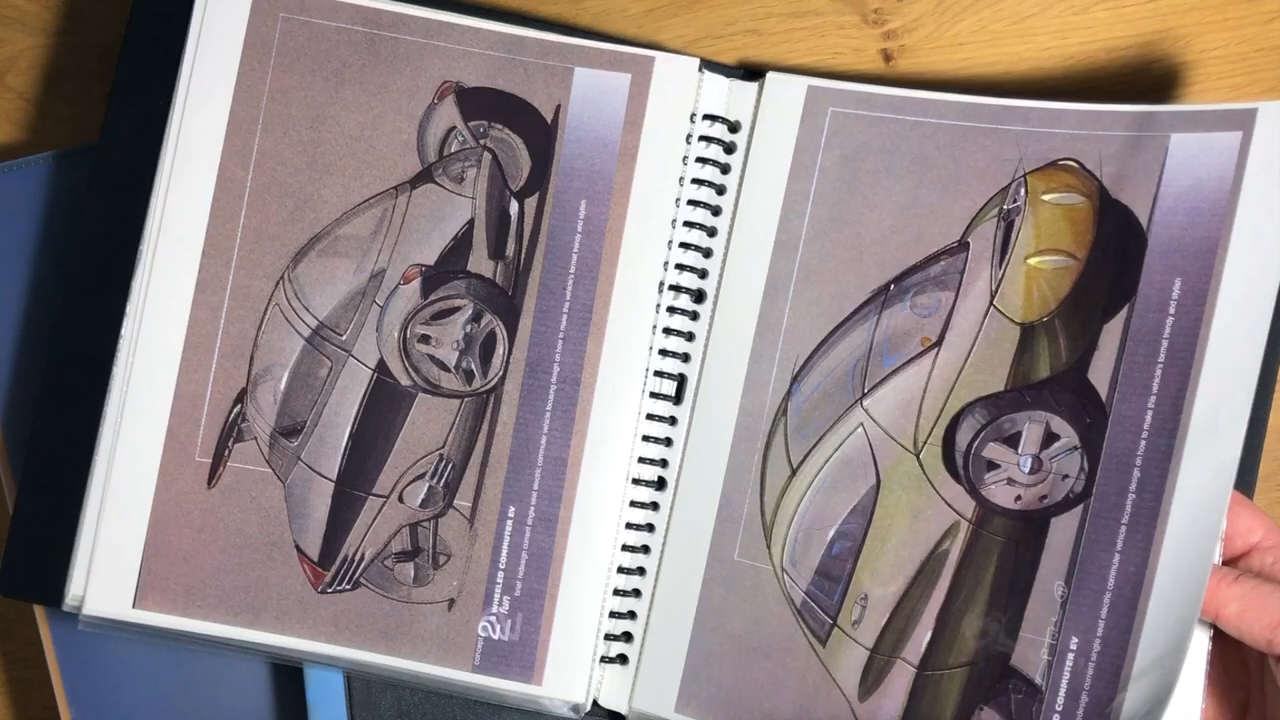 concept
2 WHEELED COMMUTER EV
fun
brief: redesign current single seat electric commuter vehicle focusing design on how to make this vehicle's format trendy and stylish
D COMMUTER EV
edesign current single seat electric commuter vehicle focusing design on how to make this vehicle's format trendy and stylish